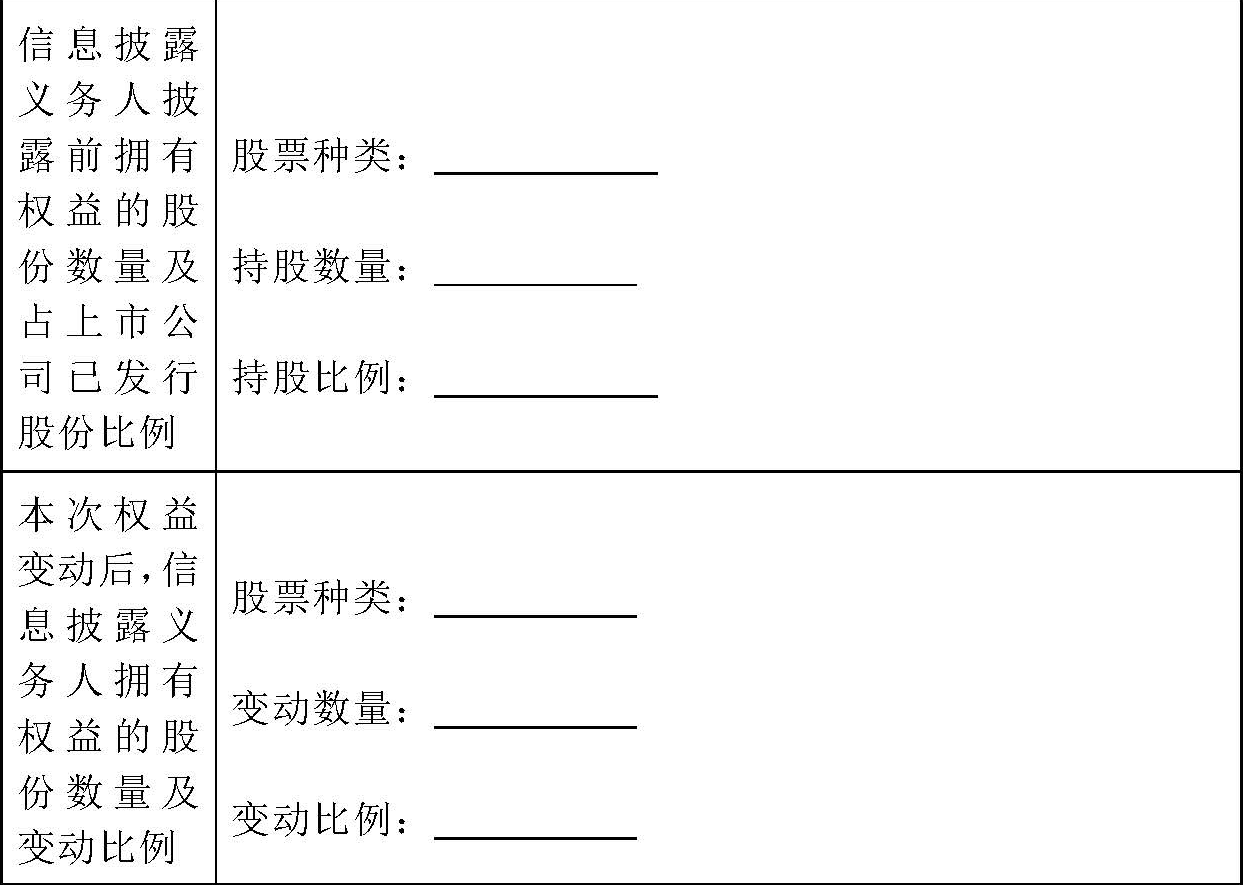 信息披露
义务人披
露前拥有
权益的股
份数量及
占上市公
司已发行
股份比例
股票种类：
持股数量：
持股比例：
本次权益
变动后，信
息披露义
务人拥有
权益的股
份数量及
变动比例
股票种类：
变动数量：
变动比例：